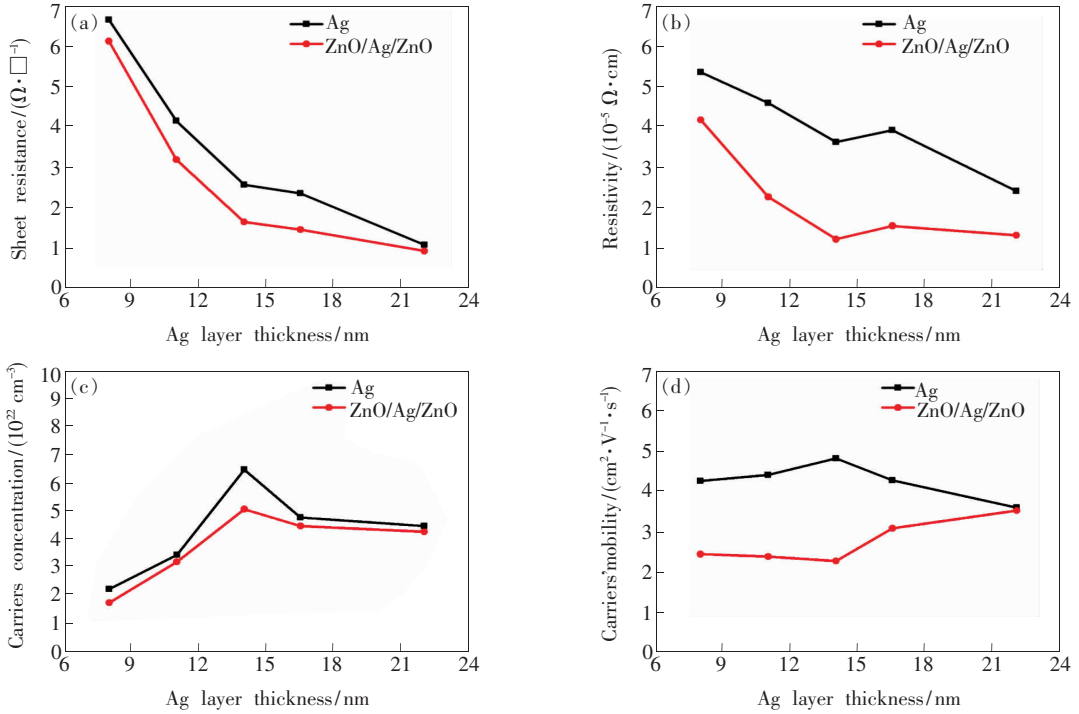 (a)
Ag
ZnO/Ag/ZnO
Sheet resistance/(Ω·□⁻¹)
7
6
5
4
3
2
1
0
6 9 12 15 18 21 24
Ag layer thickness/nm
(b)
Ag
ZnO/Ag/ZnO
Resistivity/(10⁻⁵ Ω·cm)
7
6
5
4
3
2
1
0
6 9 12 15 18 21 24
Ag layer thickness/nm
(c)
Ag
ZnO/Ag/ZnO
Carriers concentration/(10²² cm⁻³)
10
9
8
7
6
5
4
3
2
1
0
6 9 12 15 18 21 24
Ag layer thickness/nm
(d)
Ag
ZnO/Ag/ZnO
Carriers'mobility/(cm²·V⁻¹·s⁻¹)
7
6
5
4
3
2
1
0
6 9 12 15 18 21 24
Ag layer thickness/nm